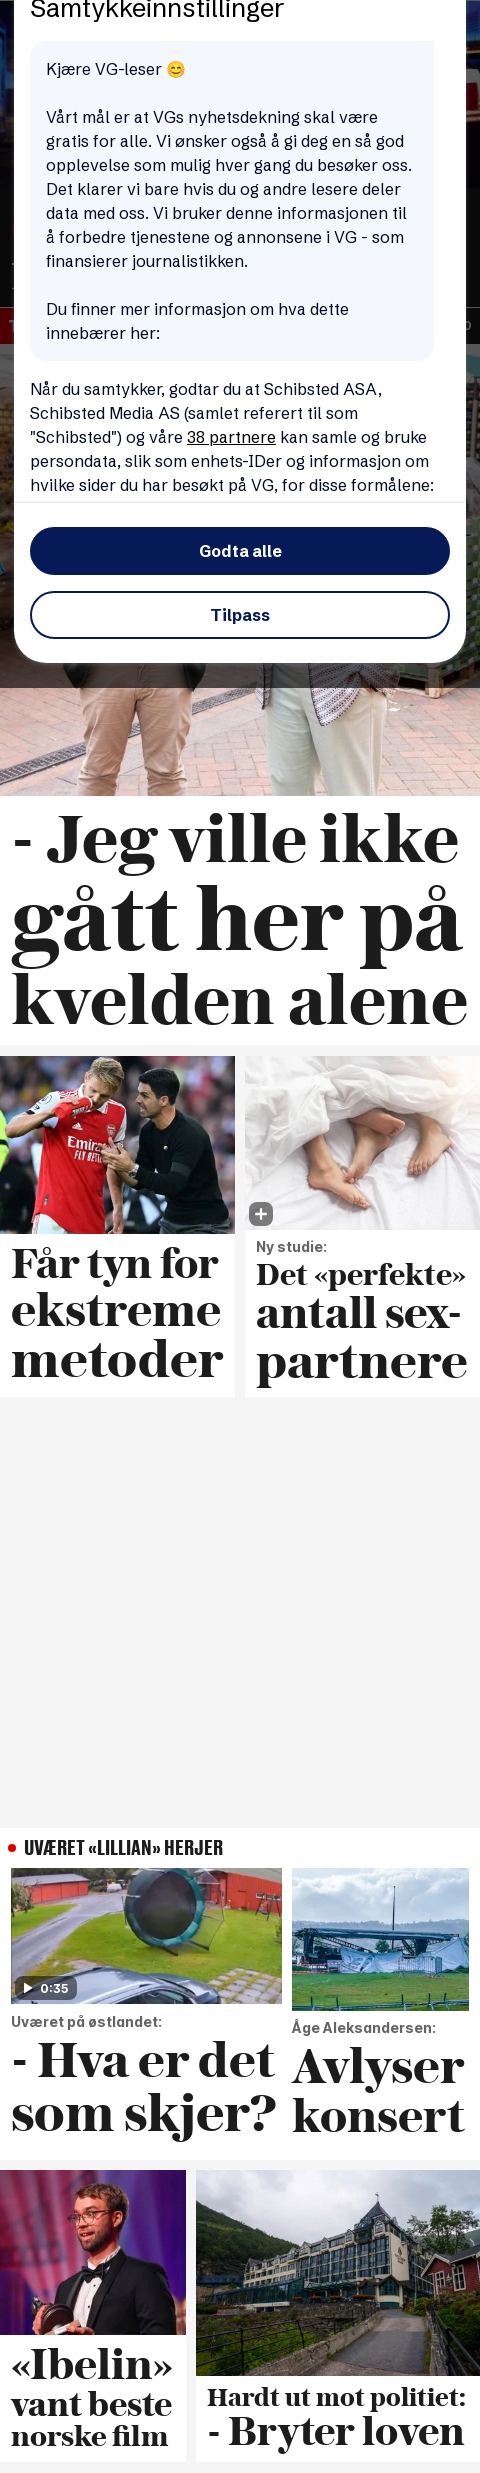 Samtykkeinnstillinger
Kjære VG-leser 😊
Vårt mål er at VGs nyhetsdekning skal være
gratis for alle. Vi ønsker også å gi deg en så god
opplevelse som mulig hver gang du besøker oss.
Det klarer vi bare hvis du og andre lesere deler
data med oss. Vi bruker denne informasjonen til
å forbedre tjenestene og annonsene i VG - som
finansierer journalistikken.
Du finner mer informasjon om hva dette
innebærer her:
Når du samtykker, godtar du at Schibsted ASA,
Schibsted Media AS (samlet referert til som
"Schibsted") og våre 38 partnere kan samle og bruke
persondata, slik som enhets-IDer og informasjon om
hvilke sider du har besøkt på VG, for disse formålene:
Godta alle
Tilpass
- Jeg ville ikke
gått her på
kvelden alene
Får tyn for
ekstreme
metoder
Ny studie:
Det «perfekte»
antall sex-
partnere
UVÆRET «LILLIAN» HERJER
0:35
Uværet på østlandet:
- Hva er det
som skjer?
Åge Aleksandersen:
Avlyser
konsert
«Ibelin»
vant beste
norske film
Hardt ut mot politiet:
- Bryter loven